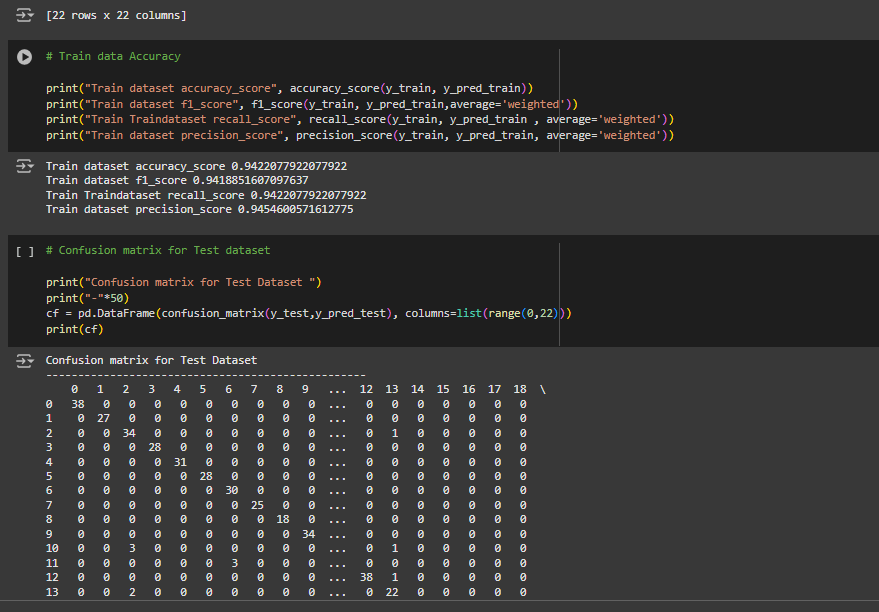 [22 rows x 22 columns]
# Train data Accuracy
print("Train dataset accuracy_score", accuracy_score(y_train, y_pred_train))
print("Train dataset f1_score", f1_score(y_train, y_pred_train,average='weighted'))
print("Train Traindataset recall_score", recall_score(y_train, y_pred_train , average='weighted'))
print("Train dataset precision_score", precision_score(y_train, y_pred_train, average='weighted'))
Train dataset accuracy_score 0.9422077922077922
Train dataset f1_score 0.9418851607097637
Train Traindataset recall_score 0.9422077922077922
Train dataset precision_score 0.9454600571612775
[ ] # Confusion matrix for Test dataset
print("Confusion matrix for Test Dataset ")
print("-"*50)
cf = pd.DataFrame(confusion_matrix(y_test,y_pred_test), columns=list(range(0,22)))
print(cf)
Confusion matrix for Test Dataset
--------------------------------------------------
0 1 2 3 4 5 6 7 8 9 ... 12 13 14 15 16 17 18 \
0 38 0 0 0 0 0 0 0 0 0 ... 0 0 0 0 0 0 0
1 0 27 0 0 0 0 0 0 0 0 ... 0 0 0 0 0 0 0
2 0 0 34 0 0 0 0 0 0 0 ... 0 1 0 0 0 0 0
3 0 0 0 28 0 0 0 0 0 0 ... 0 0 0 0 0 0 0
4 0 0 0 0 31 0 0 0 0 0 ... 0 0 0 0 0 0 0
5 0 0 0 0 0 28 0 0 0 0 ... 0 0 0 0 0 0 0
6 0 0 0 0 0 0 30 0 0 0 ... 0 0 0 0 0 0 0
7 0 0 0 0 0 0 0 25 0 0 ... 0 0 0 0 0 0 0
8 0 0 0 0 0 0 0 0 18 0 ... 0 0 0 0 0 0 0
9 0 0 0 0 0 0 0 0 0 34 ... 0 0 0 0 0 0 0
10 0 0 3 0 0 0 0 0 0 0 ... 0 1 0 0 0 0 0
11 0 0 0 0 0 0 3 0 0 0 ... 0 0 0 0 0 0 0
12 0 0 0 0 0 0 0 0 0 0 ... 38 1 0 0 0 0 0
13 0 0 2 0 0 0 0 0 0 0 ... 0 22 0 0 0 0 0